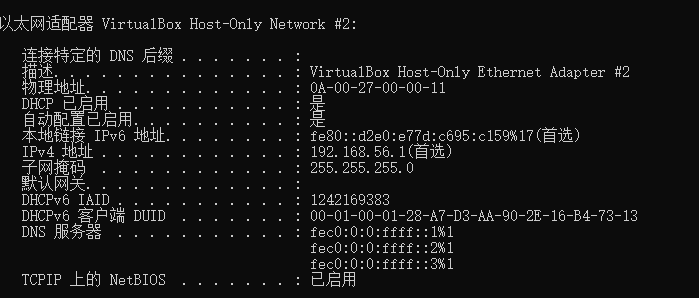 以太网适配器 VirtualBox Host-Only Network #2:
连接特定的 DNS 后缀 . . . . . . . :
描述. . . . . . . . . . . . . . . : VirtualBox Host-Only Ethernet Adapter #2
物理地址. . . . . . . . . . . . . : 0A-00-27-00-00-11
DHCP 已启用 . . . . . . . . . . . : 是
自动配置已启用. . . . . . . . . . : 是
本地链接 IPv6 地址. . . . . . . . : fe80::d2e0:e77d:c695:c159%17(首选)
IPv4 地址 . . . . . . . . . . . . : 192.168.56.1(首选)
子网掩码  . . . . . . . . . . . . : 255.255.255.0
默认网关. . . . . . . . . . . . . :
DHCPv6 IAID . . . . . . . . . . . : 1242169383
DHCPv6 客户端 DUID  . . . . . . . : 00-01-00-01-28-A7-D3-AA-90-2E-16-B4-73-13
DNS 服务器  . . . . . . . . . . . : fec0:0:0:ffff::1%1
fec0:0:0:ffff::2%1
fec0:0:0:ffff::3%1
TCPIP 上的 NetBIOS  . . . . . . . : 已启用